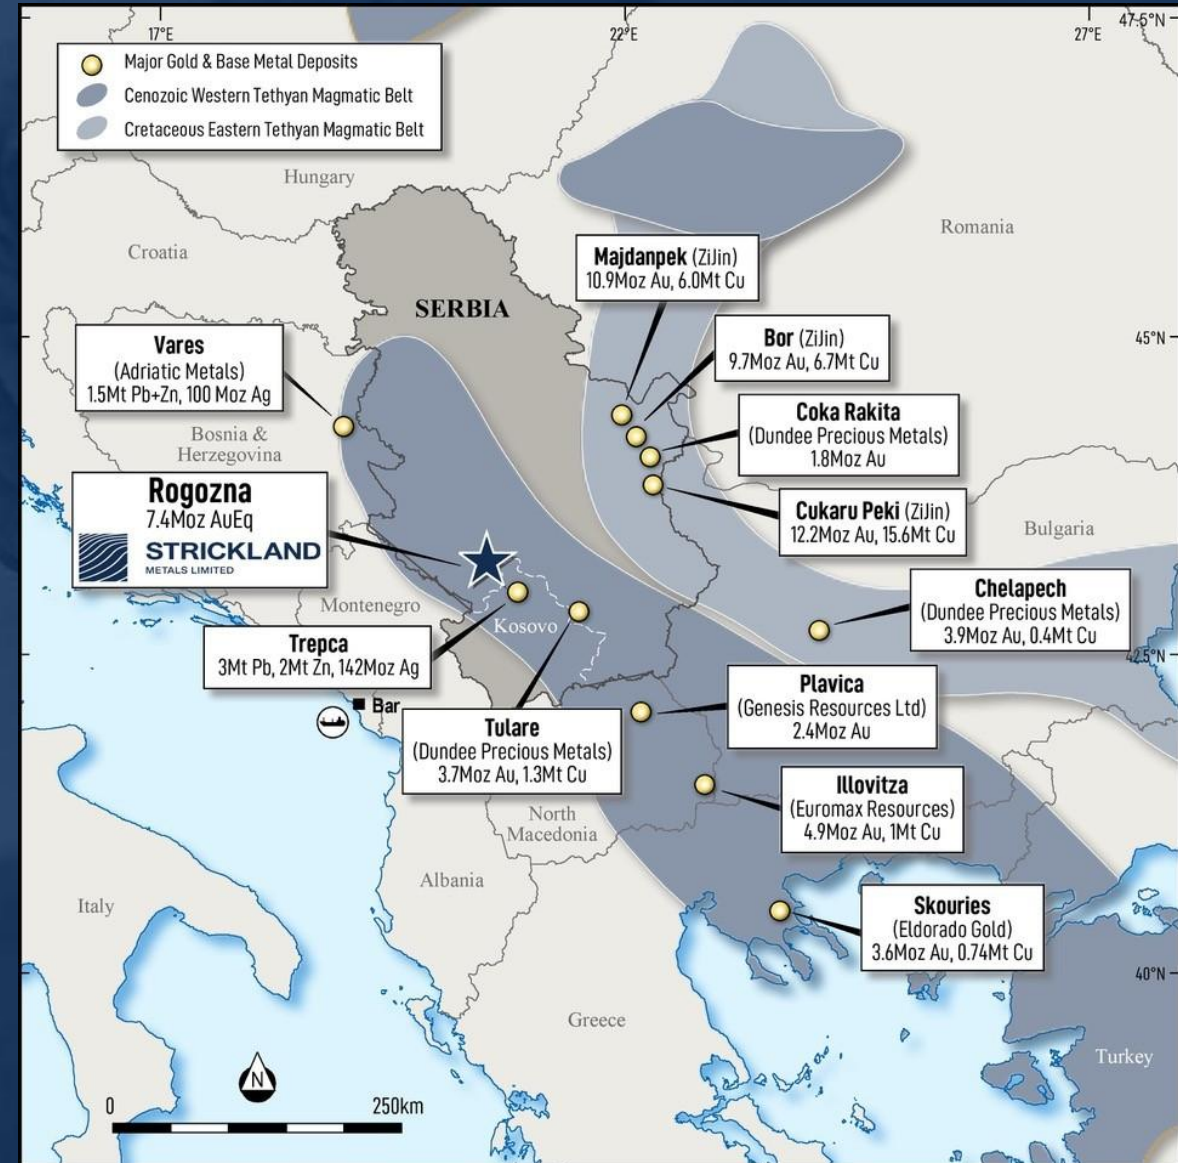 17°E
22°E
27°E
47.5°N
Major Gold & Base Metal Deposits
Cenozoic Western Tethyan Magmatic Belt
Cretaceous Eastern Tethyan Magmatic Belt
Hungary
Croatia
Romania
SERBIA
Majdanpek (ZiJin)
10.9Moz Au, 6.0Mt Cu
Bor (ZiJin)
9.7Moz Au, 6.7Mt Cu
45°N
Vares
(Adriatic Metals)
1.5Mt Pb+Zn, 100 Moz Ag
Coka Rakita
(Dundee Precious Metals)
1.8Moz Au
Bosnia &
Herzegovina
Rogozna
7.4Moz AuEq
STRICKLAND
METALS LIMITED
Cukaru Peki (ZiJin)
12.2Moz Au, 15.6Mt Cu
Bulgaria
Montenegro
Kosovo
Chelapech
(Dundee Precious Metals)
3.9Moz Au, 0.4Mt Cu
Trepca
3Mt Pb, 2Mt Zn, 142Moz Ag
42.5°N
Bar
Plavica
(Genesis Resources Ltd)
2.4Moz Au
Tulare
(Dundee Precious Metals)
3.7Moz Au, 1.3Mt Cu
Illovitza
(Euromax Resources)
4.9Moz Au, 1Mt Cu
North
Macedonia
Albania
Italy
Skouries
(Eldorado Gold)
3.6Moz Au, 0.74Mt Cu
40°N
Greece
Turkey
N
0
250km